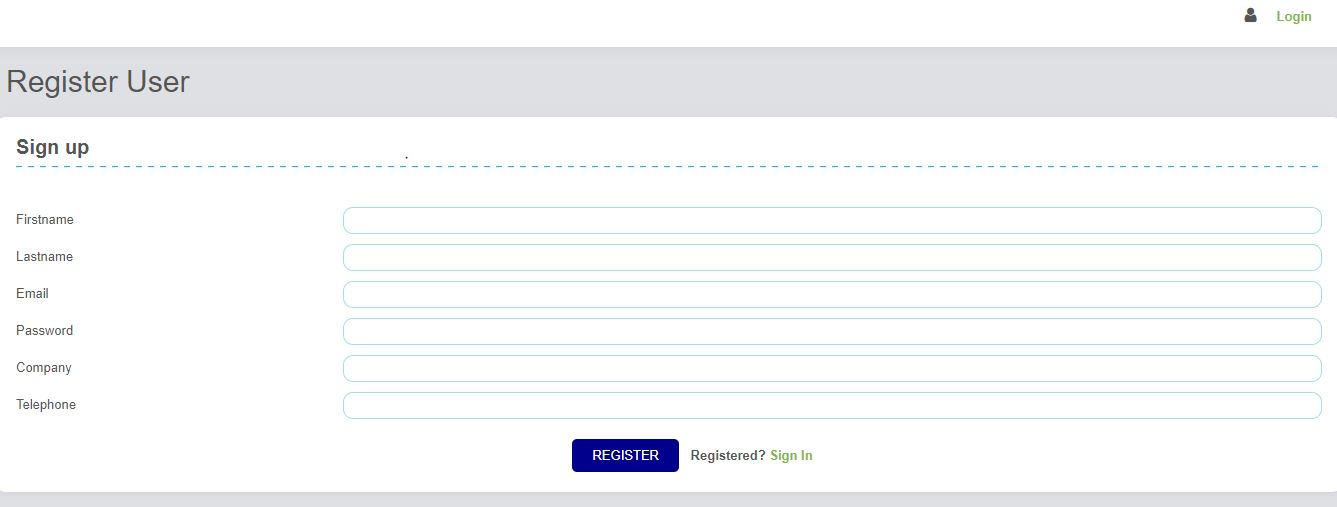 Login
Register User
Sign up
Firstname
Lastname
Email
Password
Company
Telephone
REGISTER Registered? Sign In